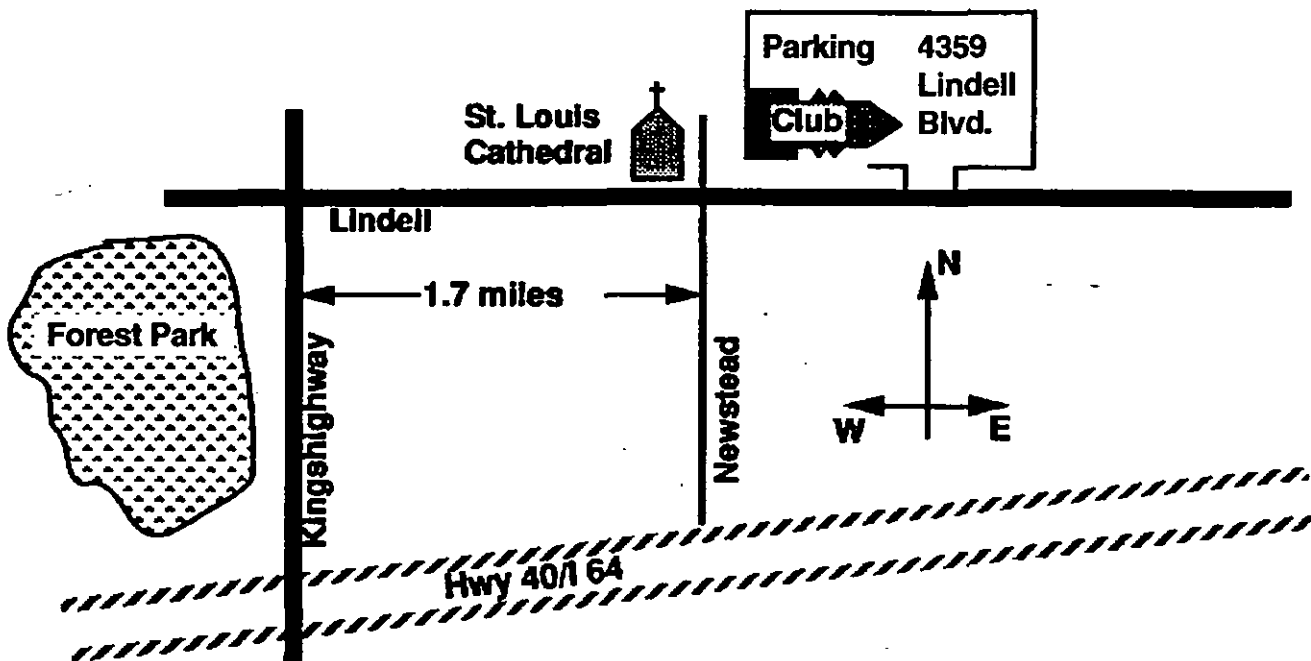 Parking
4359
Lindell
Blvd.
Club
St. Louis
Cathedral
Lindell
1.7 miles
N
Forest Park
Kingshighway
Newstead
W
E
Hwy 40/I 64